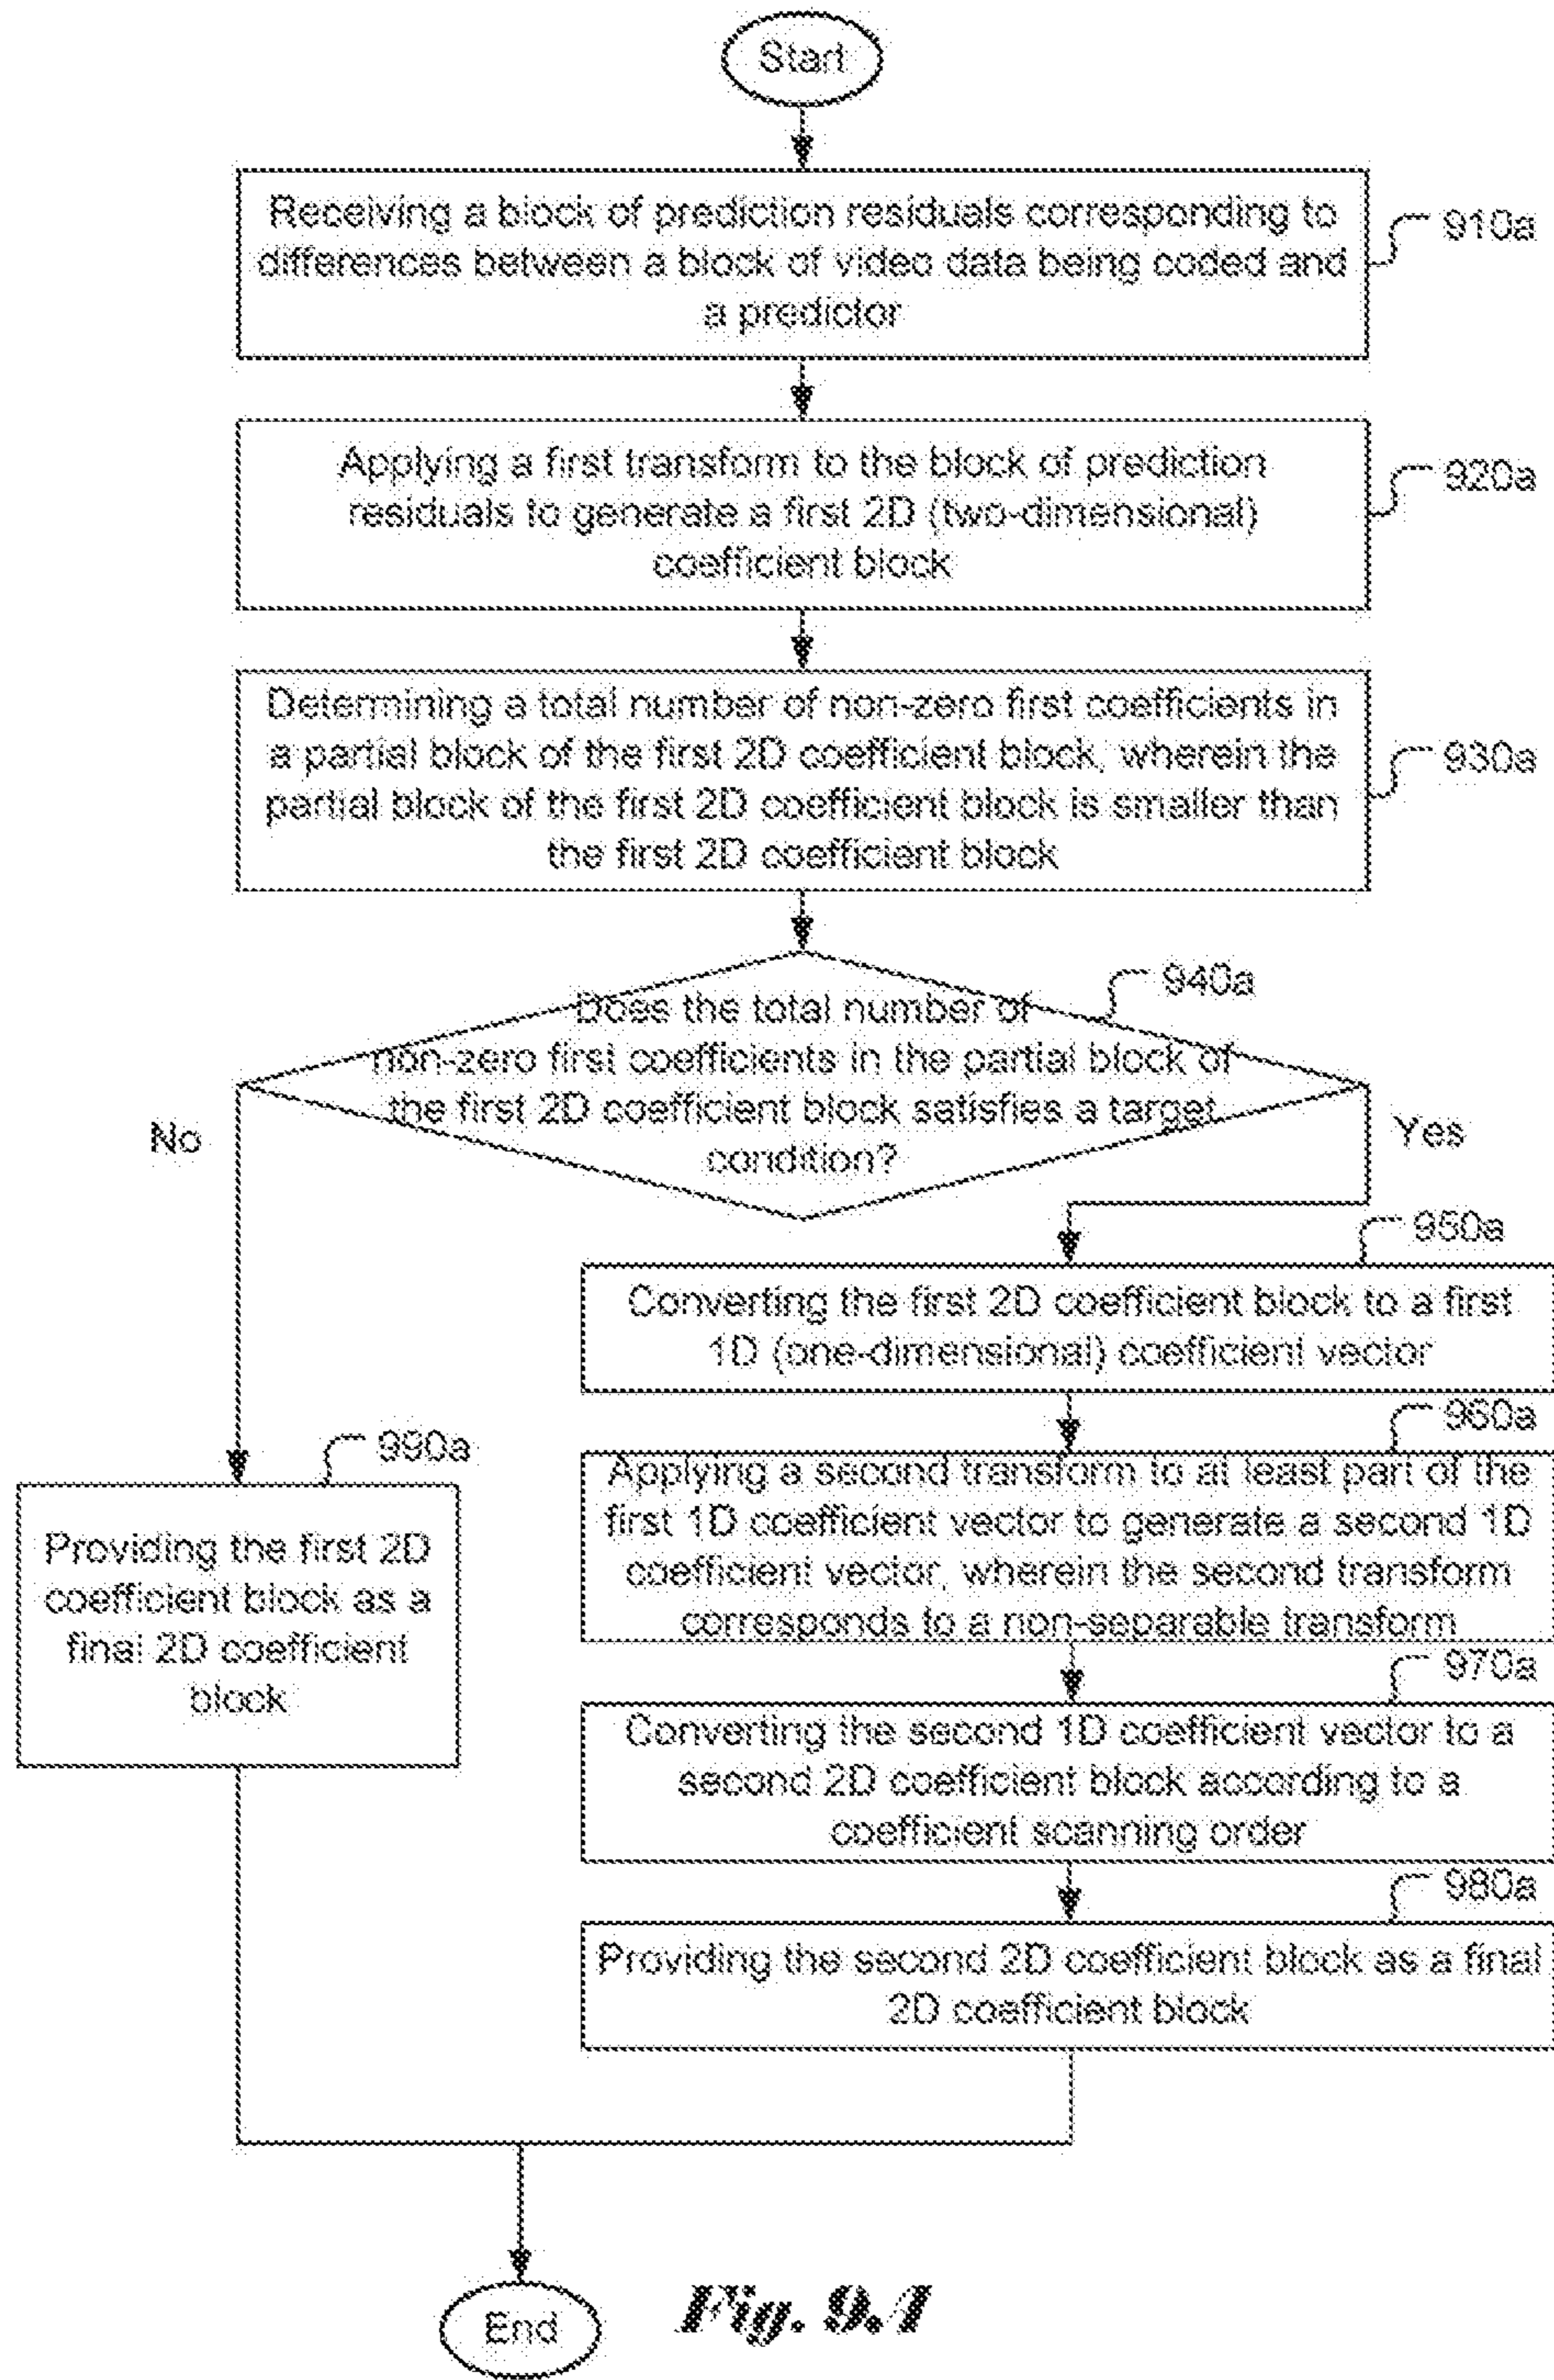 Start
Receiving a block of prediction residuals corresponding to
differences between a block of video data being coded and
a predictor
910a
Applying a first transform to the block of prediction
residuals to generate a first 2D (two-dimensional)
coefficient block
920a
Determining a total number of non-zero first coefficients in
a partial block of the first 2D coefficient block, wherein the
partial block of the first 2D coefficient block is smaller than
the first 2D coefficient block
930a
940a
Does the total number of
non-zero first coefficients in the partial block of
the first 2D coefficient block satisfies a target
condition?
No
Yes
950a
Converting the first 2D coefficient block to a first
1D (one-dimensional) coefficient vector
960a
Applying a second transform to at least part of the
first 1D coefficient vector to generate a second 1D
coefficient vector, wherein the second transform
corresponds to a non-separable transform
990a
Providing the first 2D
coefficient block as a
final 2D coefficient
block
970a
Converting the second 1D coefficient vector to a
second 2D coefficient block according to a
coefficient scanning order
980a
Providing the second 2D coefficient block as a final
2D coefficient block
End